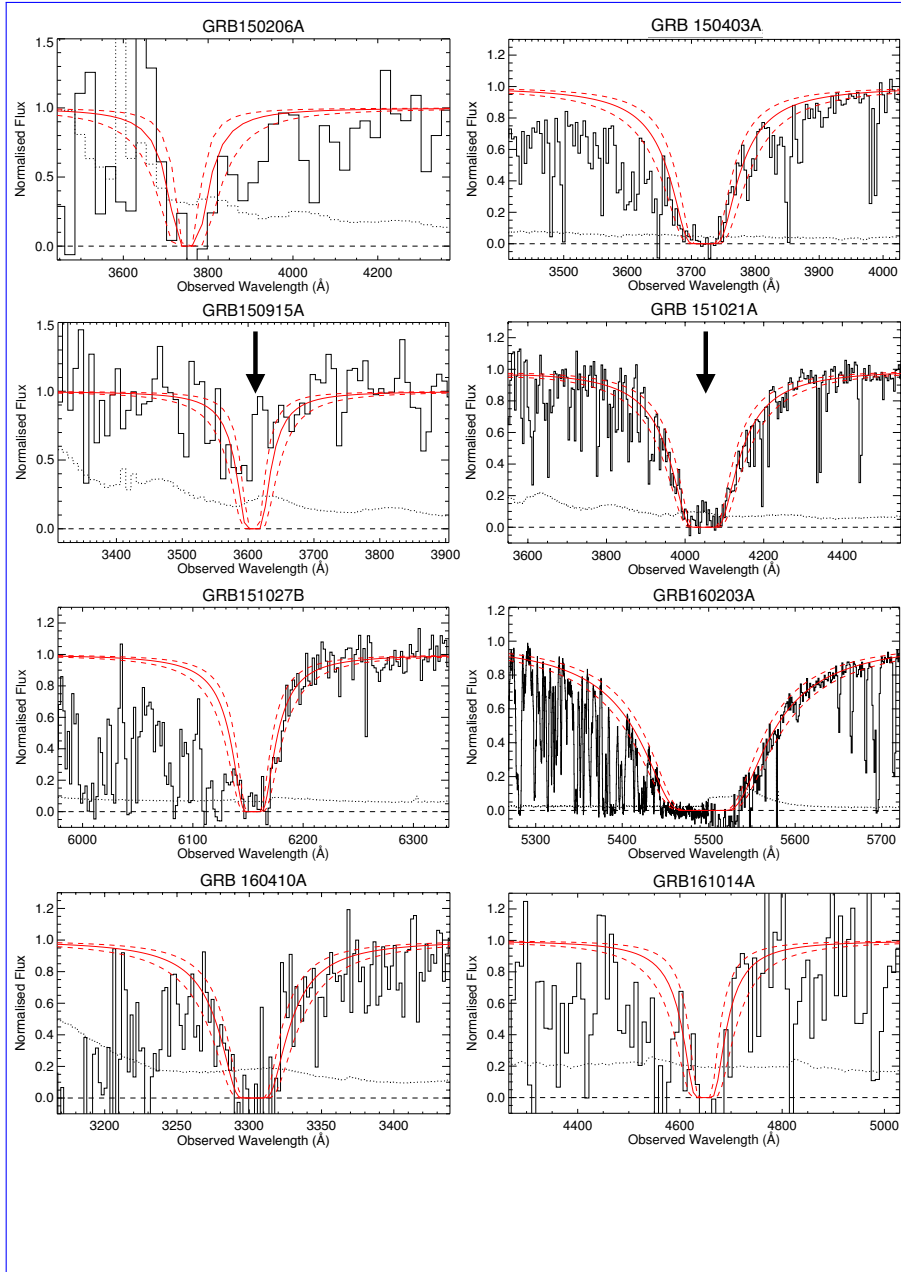 GRB150206A
1.5
1.0
0.5
0.0
Normalised Flux
3600 3800 4000 4200
Observed Wavelength (Å)
GRB 150403A
1.2
1.0
0.8
0.6
0.4
0.2
0.0
Normalised Flux
3500 3600 3700 3800 3900 4000
Observed Wavelength (Å)
GRB150915A
1.5
1.0
0.5
0.0
Normalised Flux
3400 3500 3600 3700 3800 3900
Observed Wavelength (Å)
GRB 151021A
1.2
1.0
0.8
0.6
0.4
0.2
0.0
Normalised Flux
3600 3800 4000 4200 4400
Observed Wavelength (Å)
GRB151027B
1.2
1.0
0.8
0.6
0.4
0.2
0.0
Normalised Flux
6000 6100 6200 6300
Observed Wavelength (Å)
GRB160203A
1.2
1.0
0.8
0.6
0.4
0.2
0.0
Normalised Flux
5300 5400 5500 5600 5700
Observed Wavelength (Å)
GRB 160410A
1.2
1.0
0.8
0.6
0.4
0.2
0.0
Normalised Flux
3200 3250 3300 3350 3400
Observed Wavelength (Å)
GRB161014A
1.2
1.0
0.8
0.6
0.4
0.2
0.0
Normalised Flux
4400 4600 4800 5000
Observed Wavelength (Å)